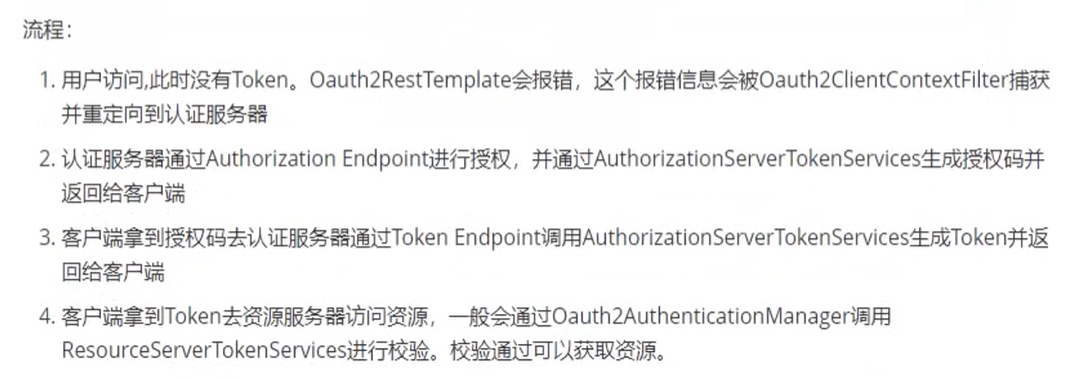 流程：
1. 用户访问,此时没有Token。Oauth2RestTemplate会报错，这个报错信息会被Oauth2ClientContextFilter捕获
并重定向到认证服务器
2. 认证服务器通过Authorization Endpoint进行授权，并通过AuthorizationServerTokenServices生成授权码并
返回给客户端
3. 客户端拿到授权码去认证服务器通过Token Endpoint调用AuthorizationServerTokenServices生成Token并返
回给客户端
4. 客户端拿到Token去资源服务器访问资源，一般会通过Oauth2AuthenticationManager调用
ResourceServerTokenServices进行校验。校验通过可以获取资源。